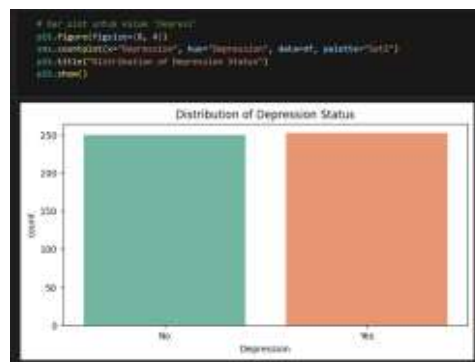 # Bar plot untuk kolom 'Depresi'
plt.figure(figsize=(8, 4))
sns.countplot(x="Depression", hue="Depression", data=df, palette="Set2")
plt.title("Distribution of Depression Status")
plt.show()
Distribution of Depression Status
250
200
150
100
50
0
count
No
Yes
Depression